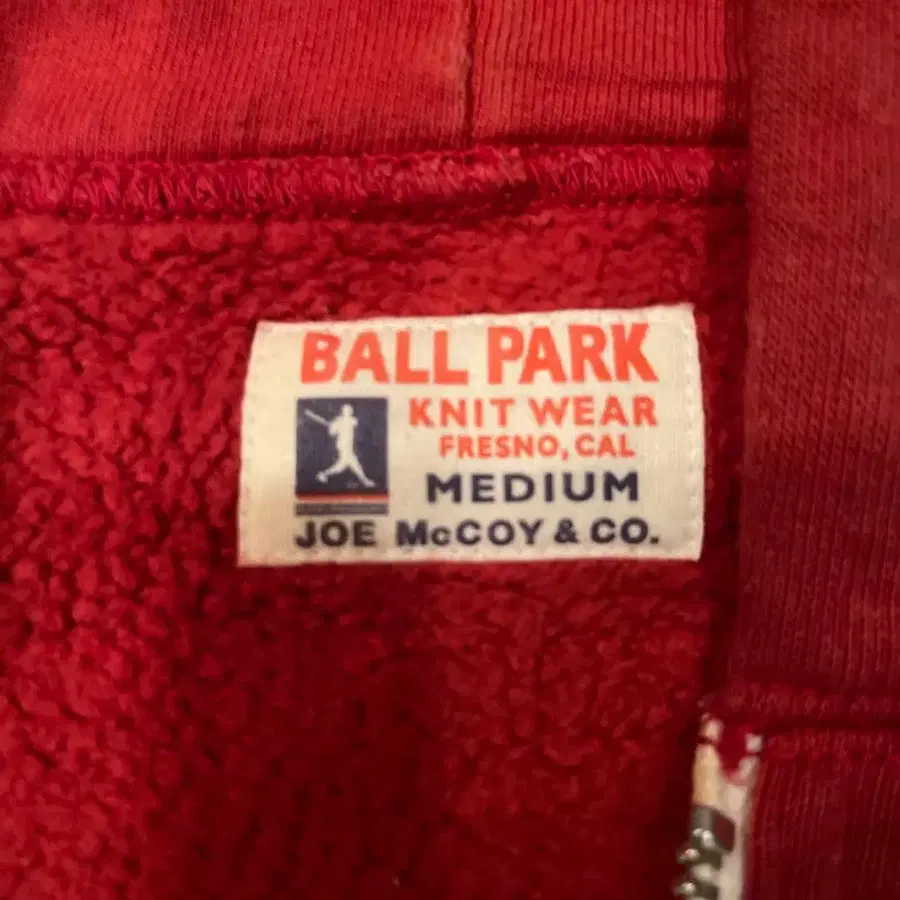 BALL PARK
KNIT WEAR
FRESNO, CAL
MEDIUM
JOE McCOY & CO.